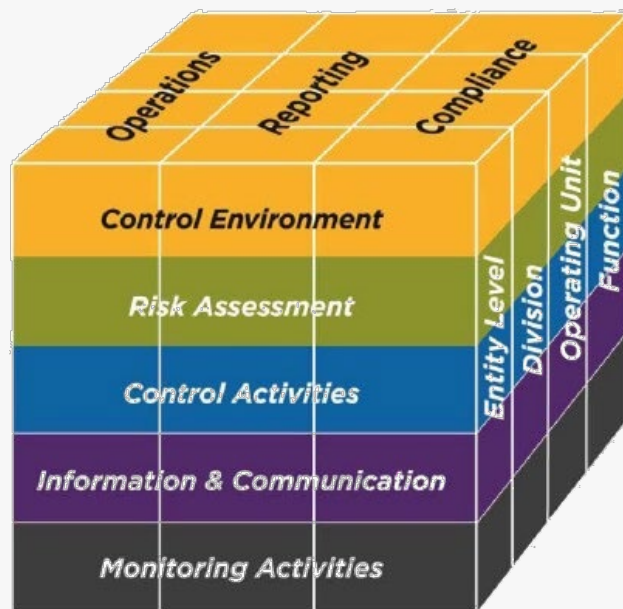 Operations
Reporting
Compliance
Control Environment
Risk Assessment
Control Activities
Information & Communication
Monitoring Activities
Entity Level
Division
Operating Unit
Function